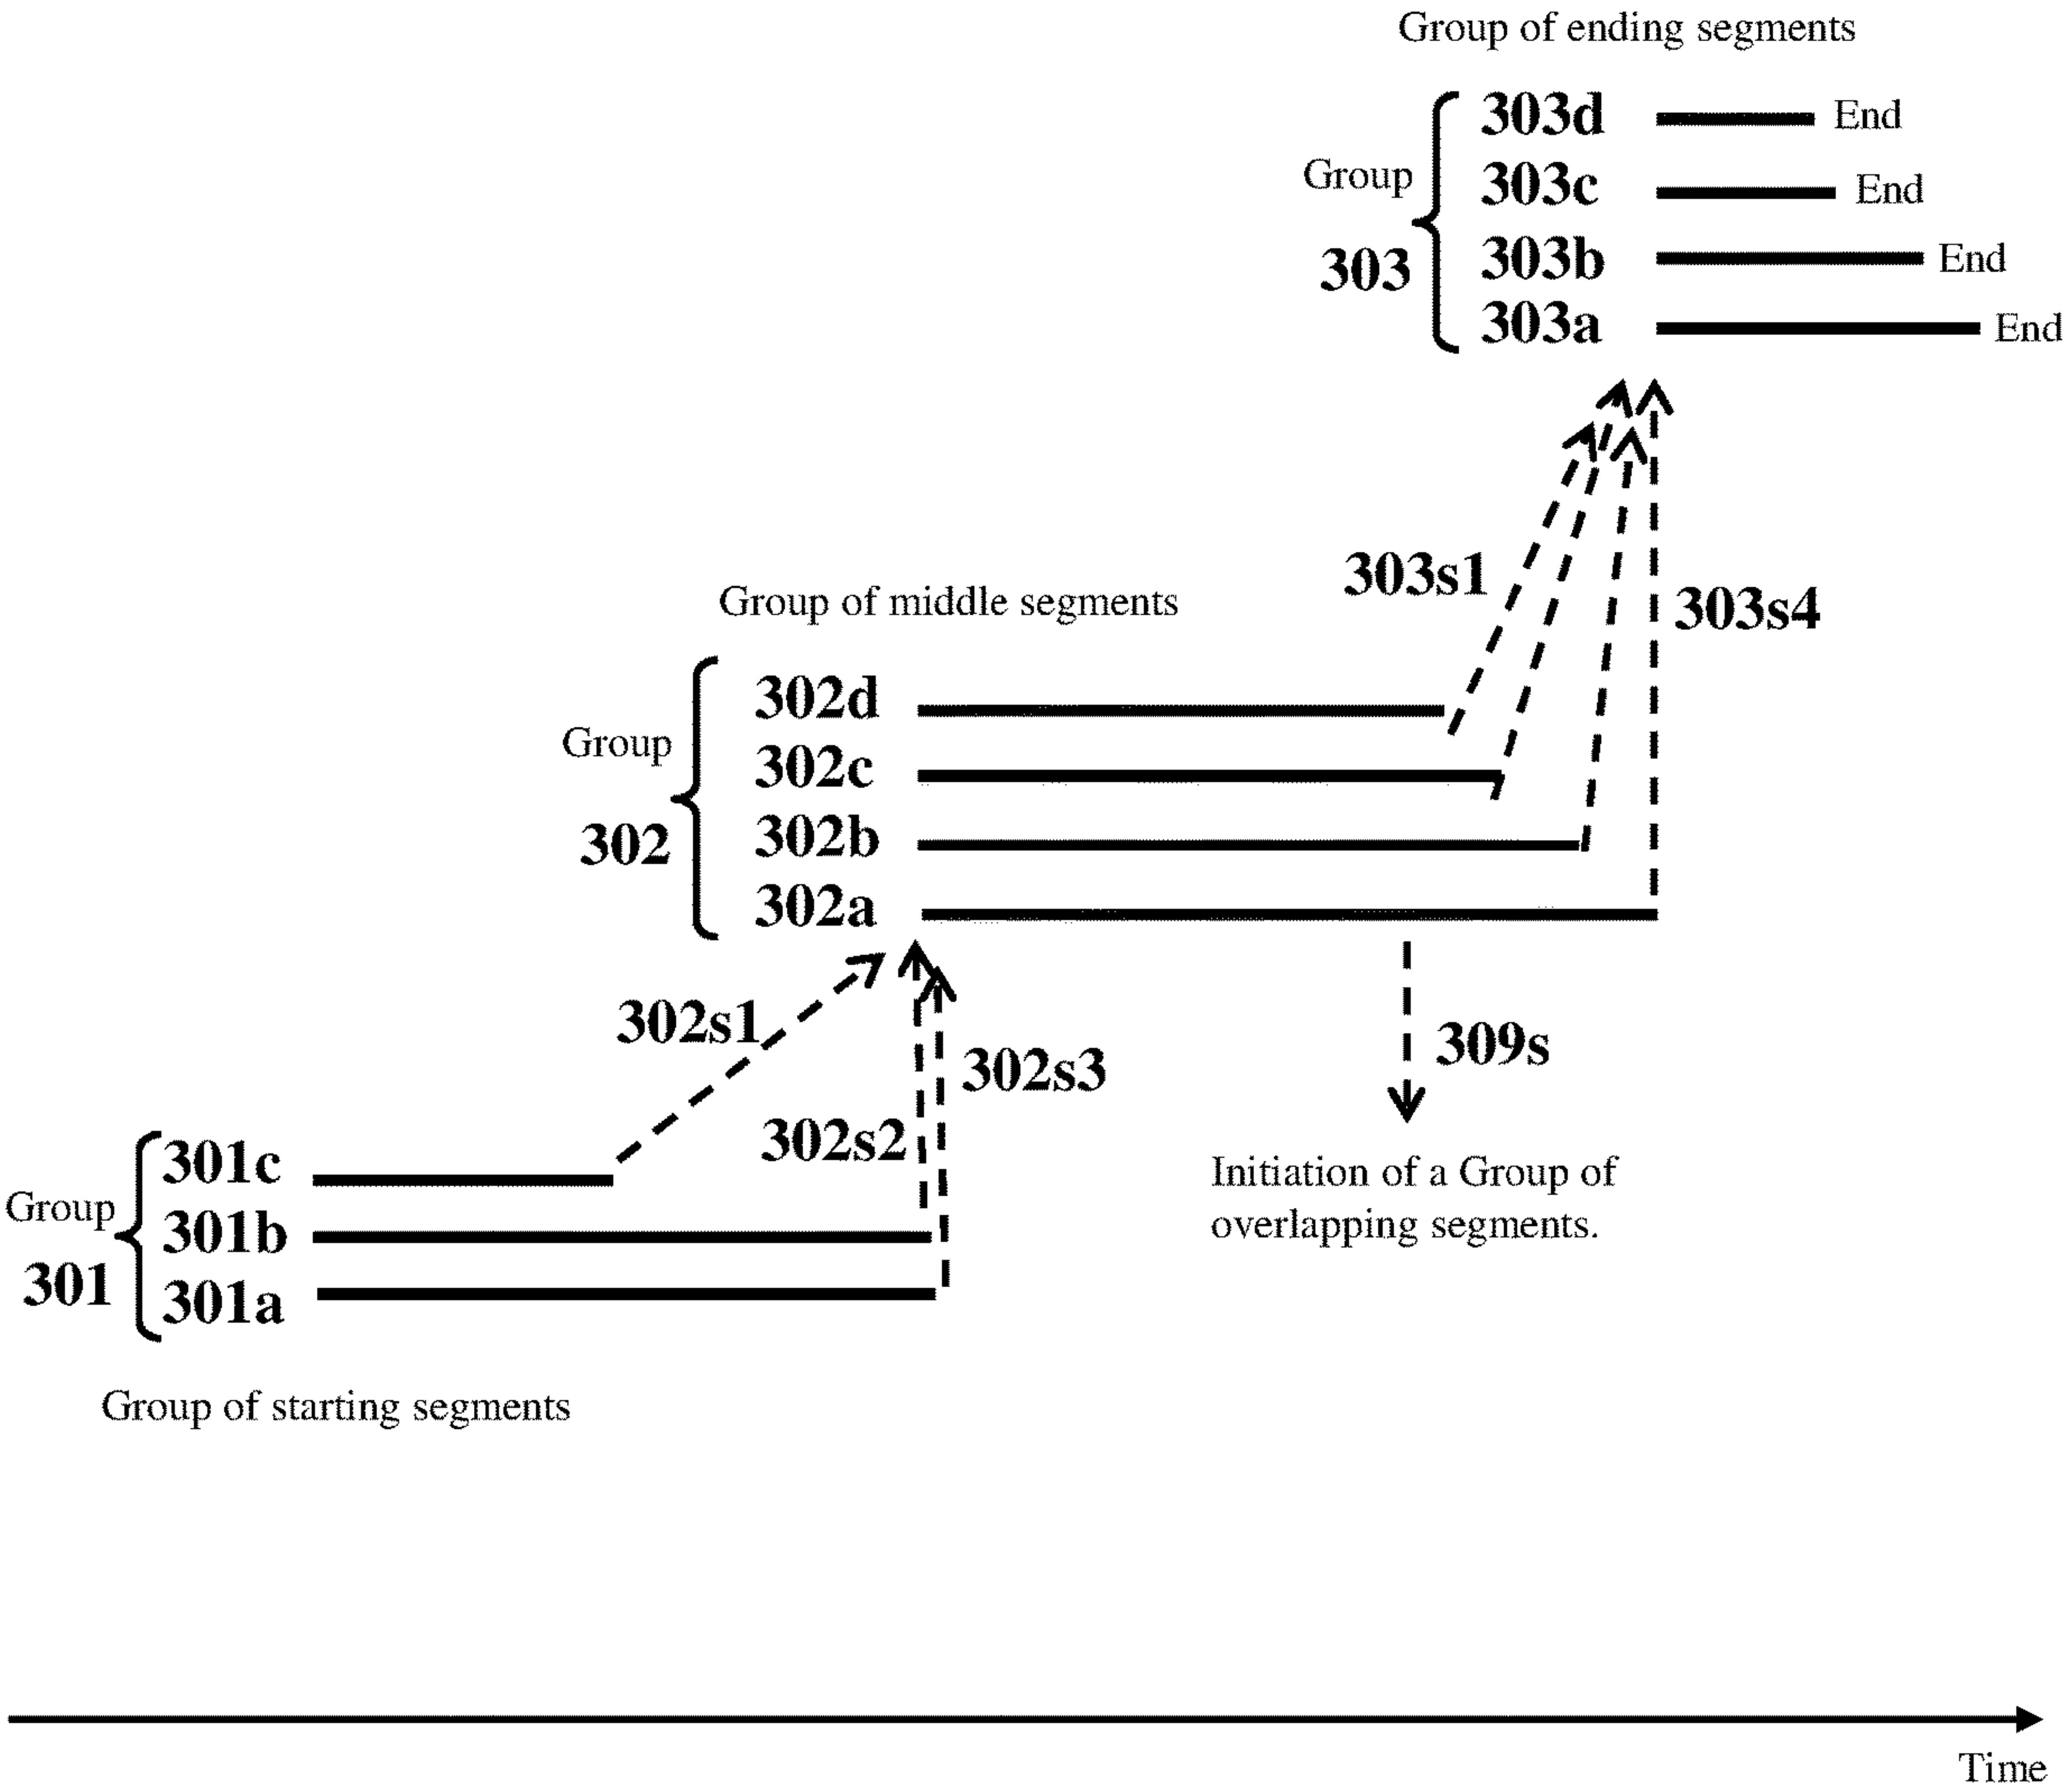 Group of ending segments
303d End
Group 303c End
303 303b End
303a End
303s1
303s4
Group of middle segments
302d
Group
302c
302 302b
302a
302s1
309s
302s3
302s2
Initiation of a Group of
overlapping segments.
301c
Group
301b
301 301a
Group of starting segments
Time